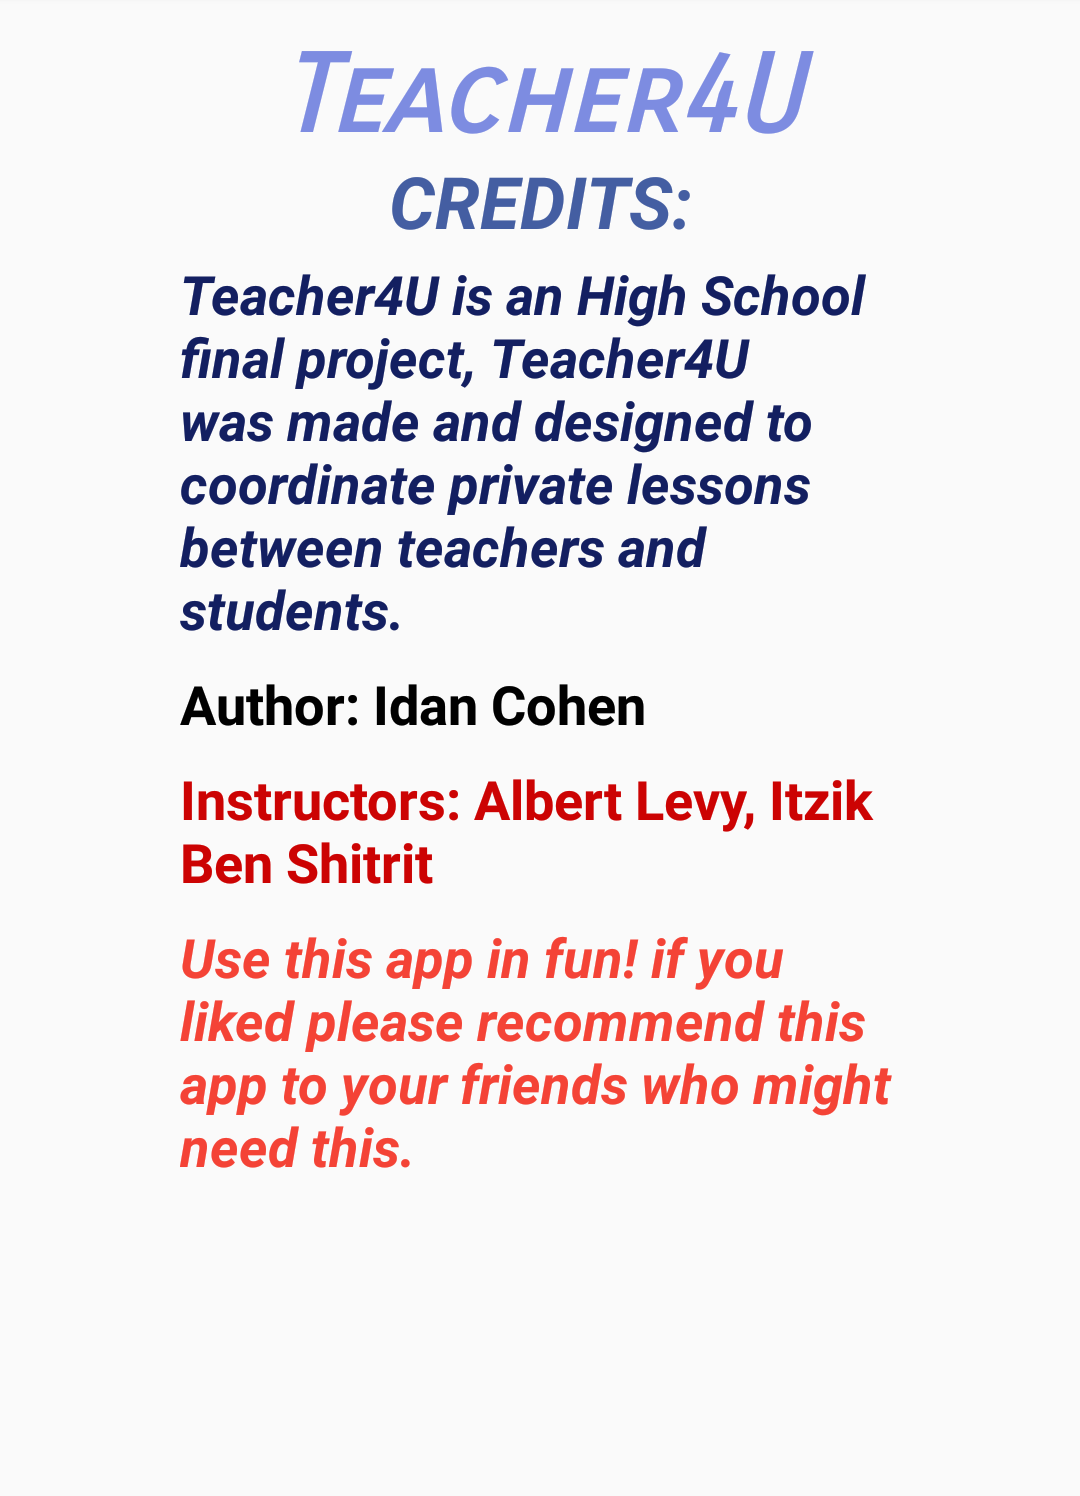 Teacher4U
CREDITS:
Teacher4U is an High School
final project, Teacher4U
was made and designed to
coordinate private lessons
between teachers and
students.
Author: Idan Cohen
Instructors: Albert Levy, Itzik
Ben Shitrit
Use this app in fun! if you
liked please recommend this
app to your friends who might
need this.